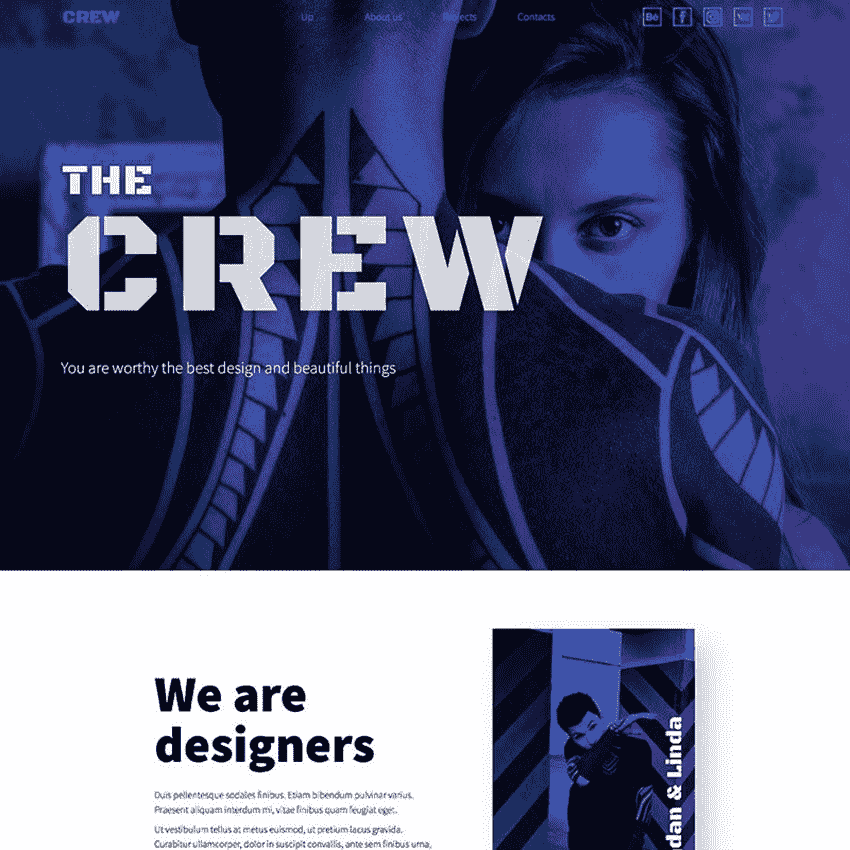 CREW
Up
About us
Projects
Contacts
Bē
THE
CREW
You are worthy the best design and beautiful things
We are
designers
Duis pellentesque sodales finibus. Etiam bibendum pulvinar varius.
Praesent aliquam interdum mi, vitae finibus quam feugiat eget.
Ut vestibulum tellus at metus euismod, ut pretium lacus gravida.
Curabitur ullamcorper, dolor in suscipit convallis, ante sem finibus urna,
dan & Linda